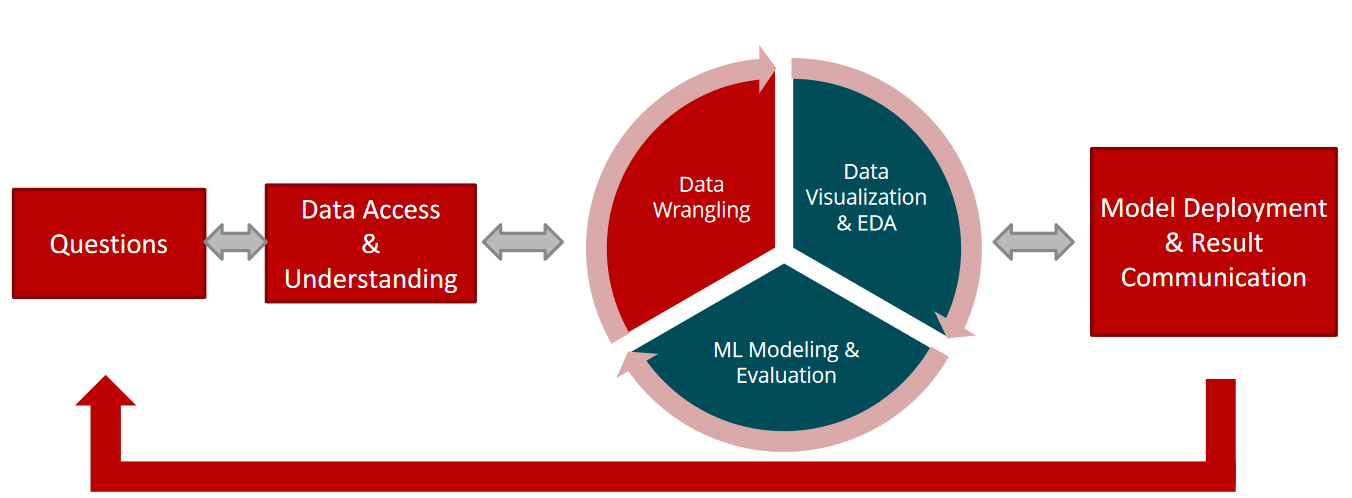 Questions
Data Access
&
Understanding
Data
Wrangling
Data
Visualization
& EDA
ML Modeling &
Evaluation
Model Deployment
& Result
Communication